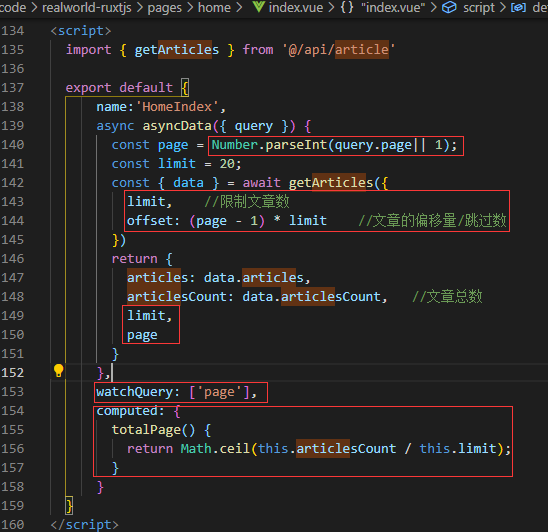 code > realworld-ruxtjs > pages > home > index.vue > {} "index.vue" > script > de
134 <script>
135 import { getArticles } from '@/api/article'
136
137 export default {
138 name:'HomeIndex',
139 async asyncData({ query }) {
140 const page = Number.parseInt(query.page|| 1);
141 const limit = 20;
142 const { data } = await getArticles({
143 limit, //限制文章数
144 offset: (page - 1) * limit //文章的偏移量/跳过数
145 })
146 return {
147 articles: data.articles,
148 articlesCount: data.articlesCount, //文章总数
149 limit,
150 page
151 }
152 },
153 watchQuery: ['page'],
154 computed: {
155 totalPage() {
156 return Math.ceil(this.articlesCount / this.limit);
157 }
158 }
159 }
160 </script>